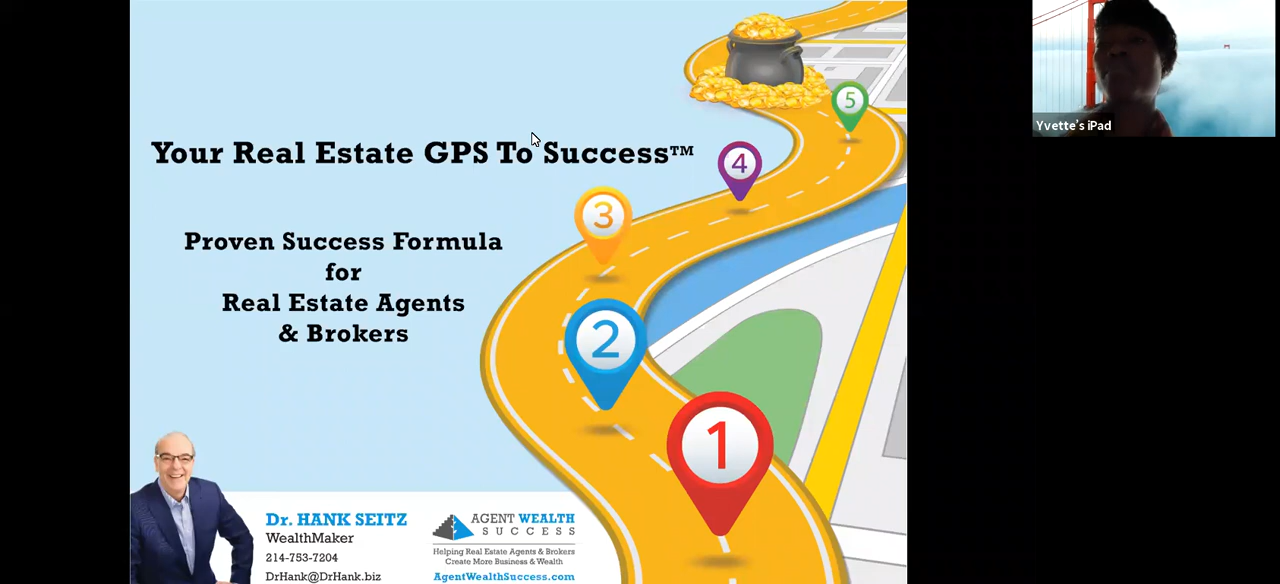 Your Real Estate GPS To Success™
Proven Success Formula
for
Real Estate Agents
& Brokers
1
2
3
4
5
Dr. HANK SEITZ
WealthMaker
214-753-7204
DrHank@DrHank.biz
AGENT WEALTH
SUCCESS
Helping Real Estate Agents & Brokers
Create More Business & Wealth
AgentWealthSuccess.com
Yvette's iPad